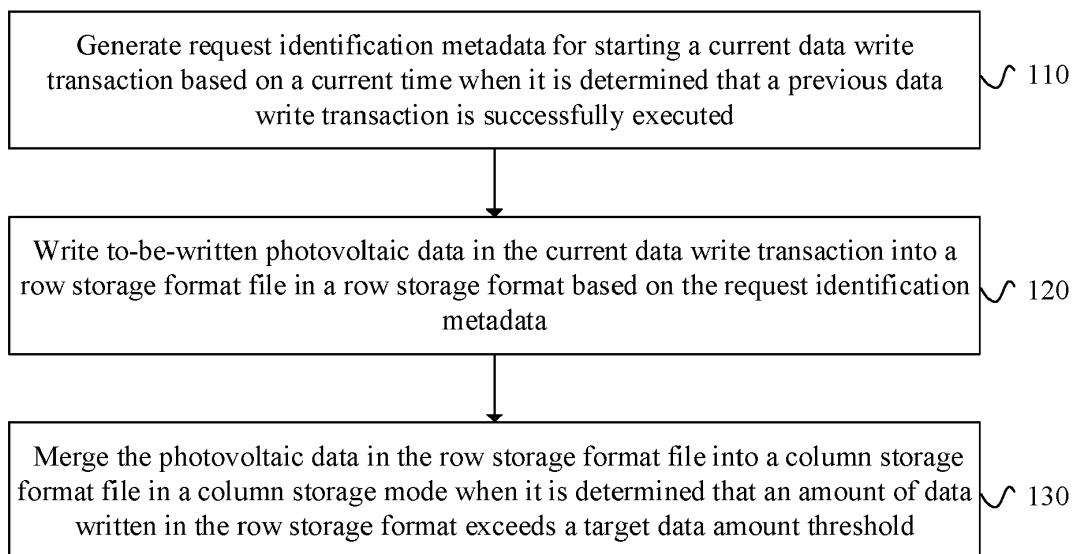 Generate request identification metadata for starting a current data write
transaction based on a current time when it is determined that a previous data
write transaction is successfully executed
110
Write to-be-written photovoltaic data in the current data write transaction into a
row storage format file in a row storage format based on the request identification
metadata
120
Merge the photovoltaic data in the row storage format file into a column storage
format file in a column storage mode when it is determined that an amount of data
written in the row storage format exceeds a target data amount threshold
130